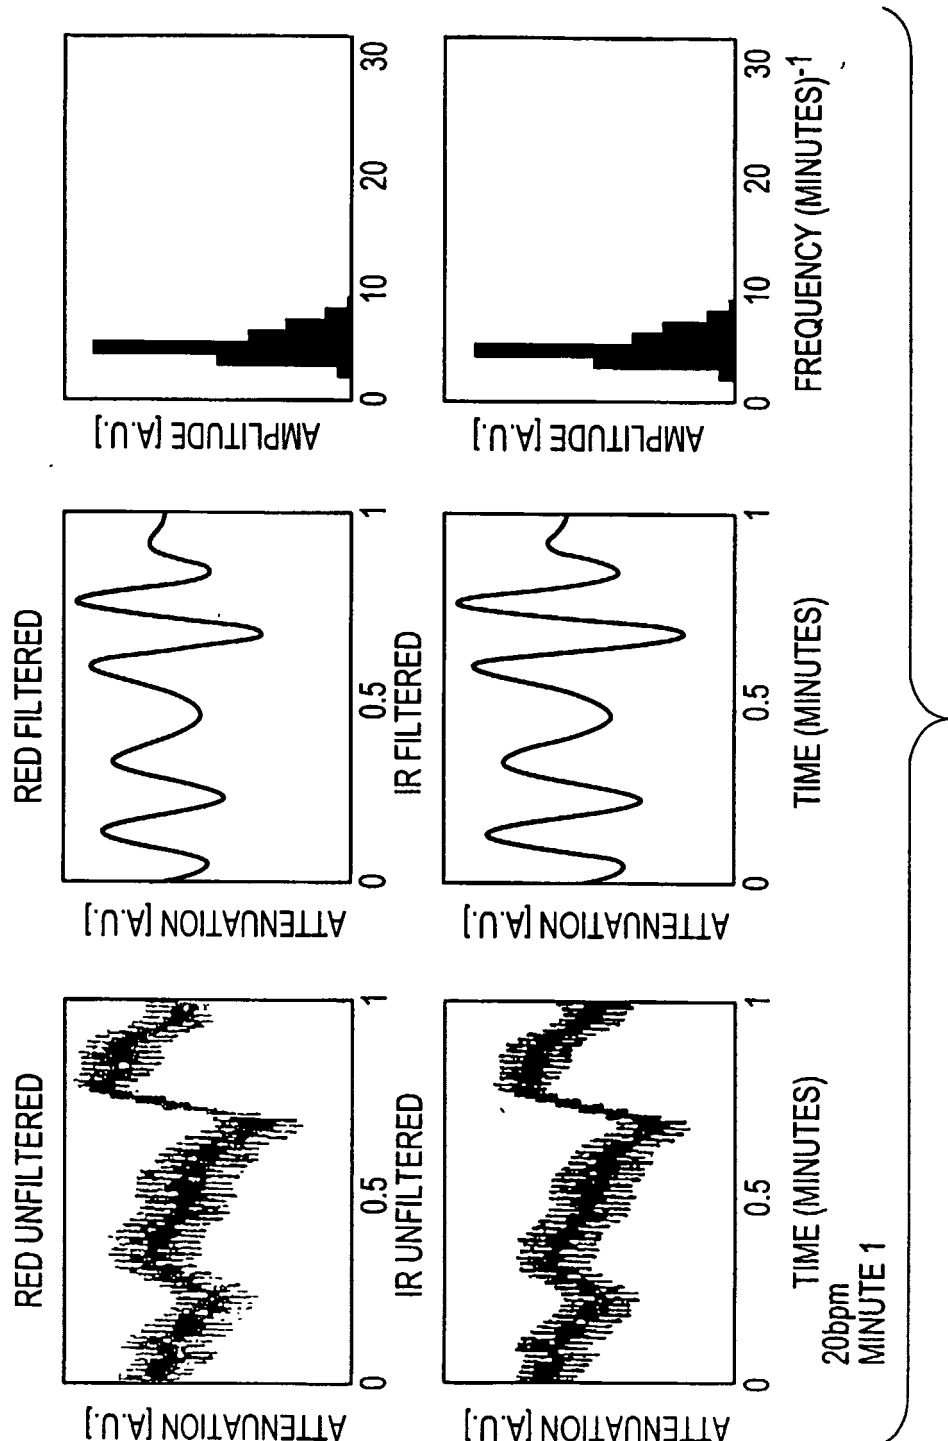 RED UNFILTERED
ATTENUATION [A.U.]
0
0.5
1
RED FILTERED
ATTENUATION [A.U.]
0
0.5
1
AMPLITUDE [A.U.]
0
10
20
30
IR UNFILTERED
ATTENUATION [A.U.]
0
0.5
1
TIME (MINUTES)
IR FILTERED
ATTENUATION [A.U.]
0
0.5
1
TIME (MINUTES)
AMPLITUDE [A.U.]
0
10
20
30
FREQUENCY (MINUTES)-1
20bpm
MINUTE 1